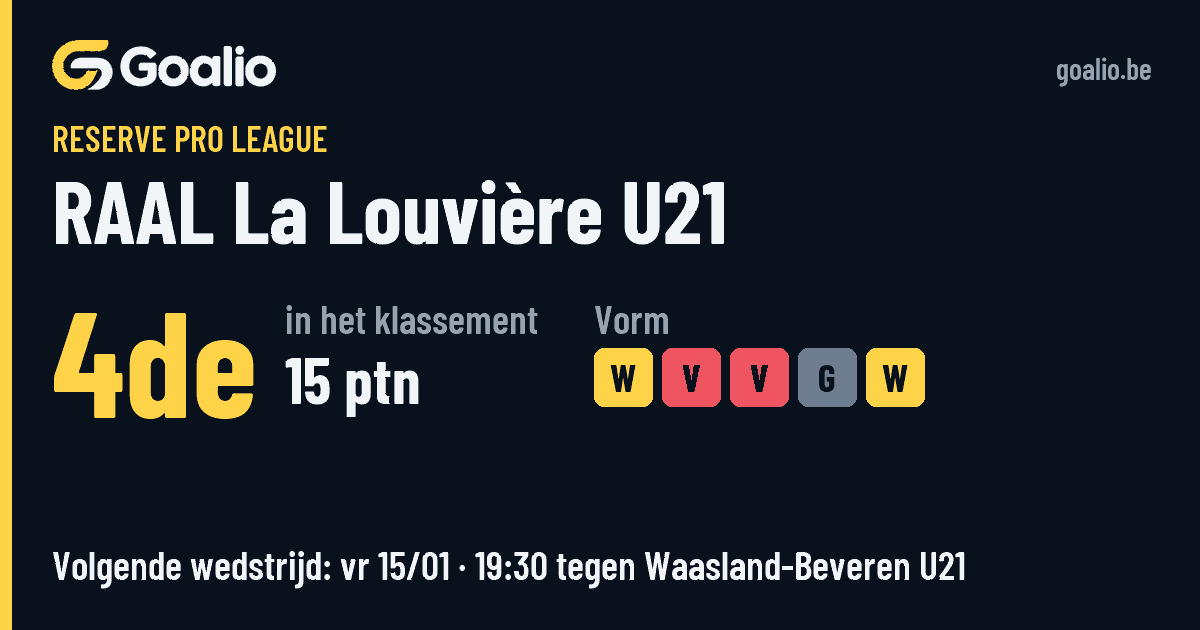 Goalio
goalio.be
RESERVE PRO LEAGUE
RAAL La Louvière U21
4de
in het klassement
15 ptn
Vorm
W V V G W
Volgende wedstrijd: vr 15/01 · 19:30 tegen Waasland-Beveren U21